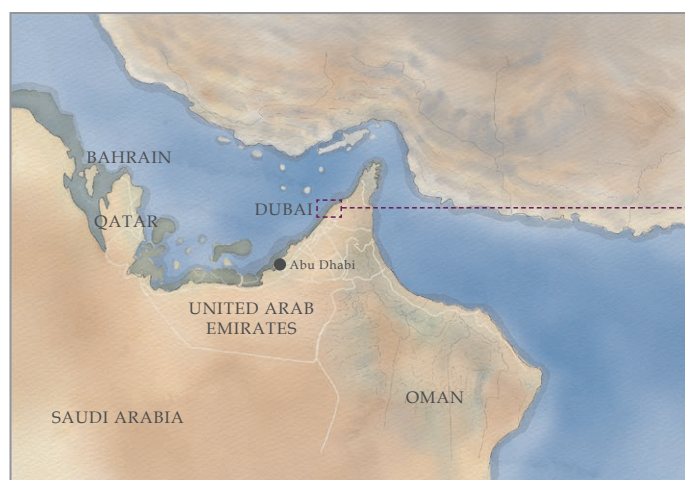 BAHRAIN
QATAR
DUBAI
Abu Dhabi
UNITED ARAB
EMIRATES
OMAN
SAUDI ARABIA